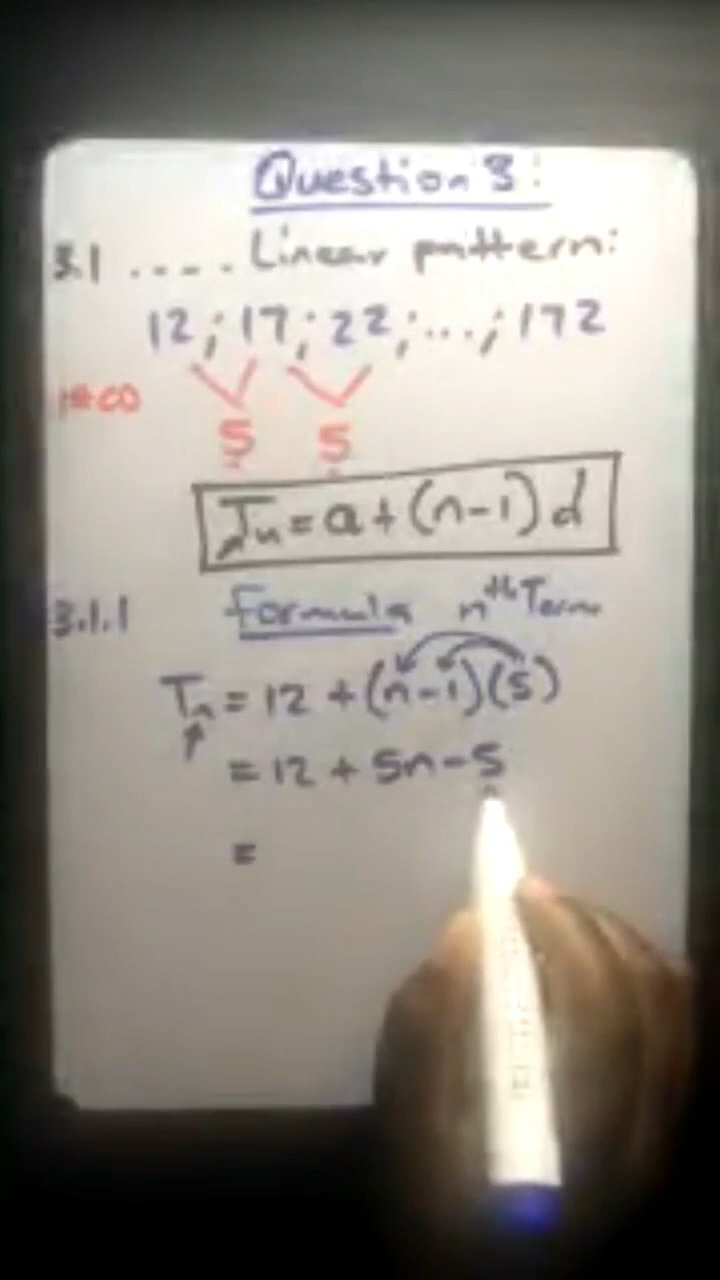 Question 3:
3.1 .... Linear pattern:
12; 17; 22; ...; 172
5 5
Tn = a + (n-1) d
3.1.1 Formula nth Term
Tn = 12 + (n-1)(5)
= 12 + 5n - 5
=